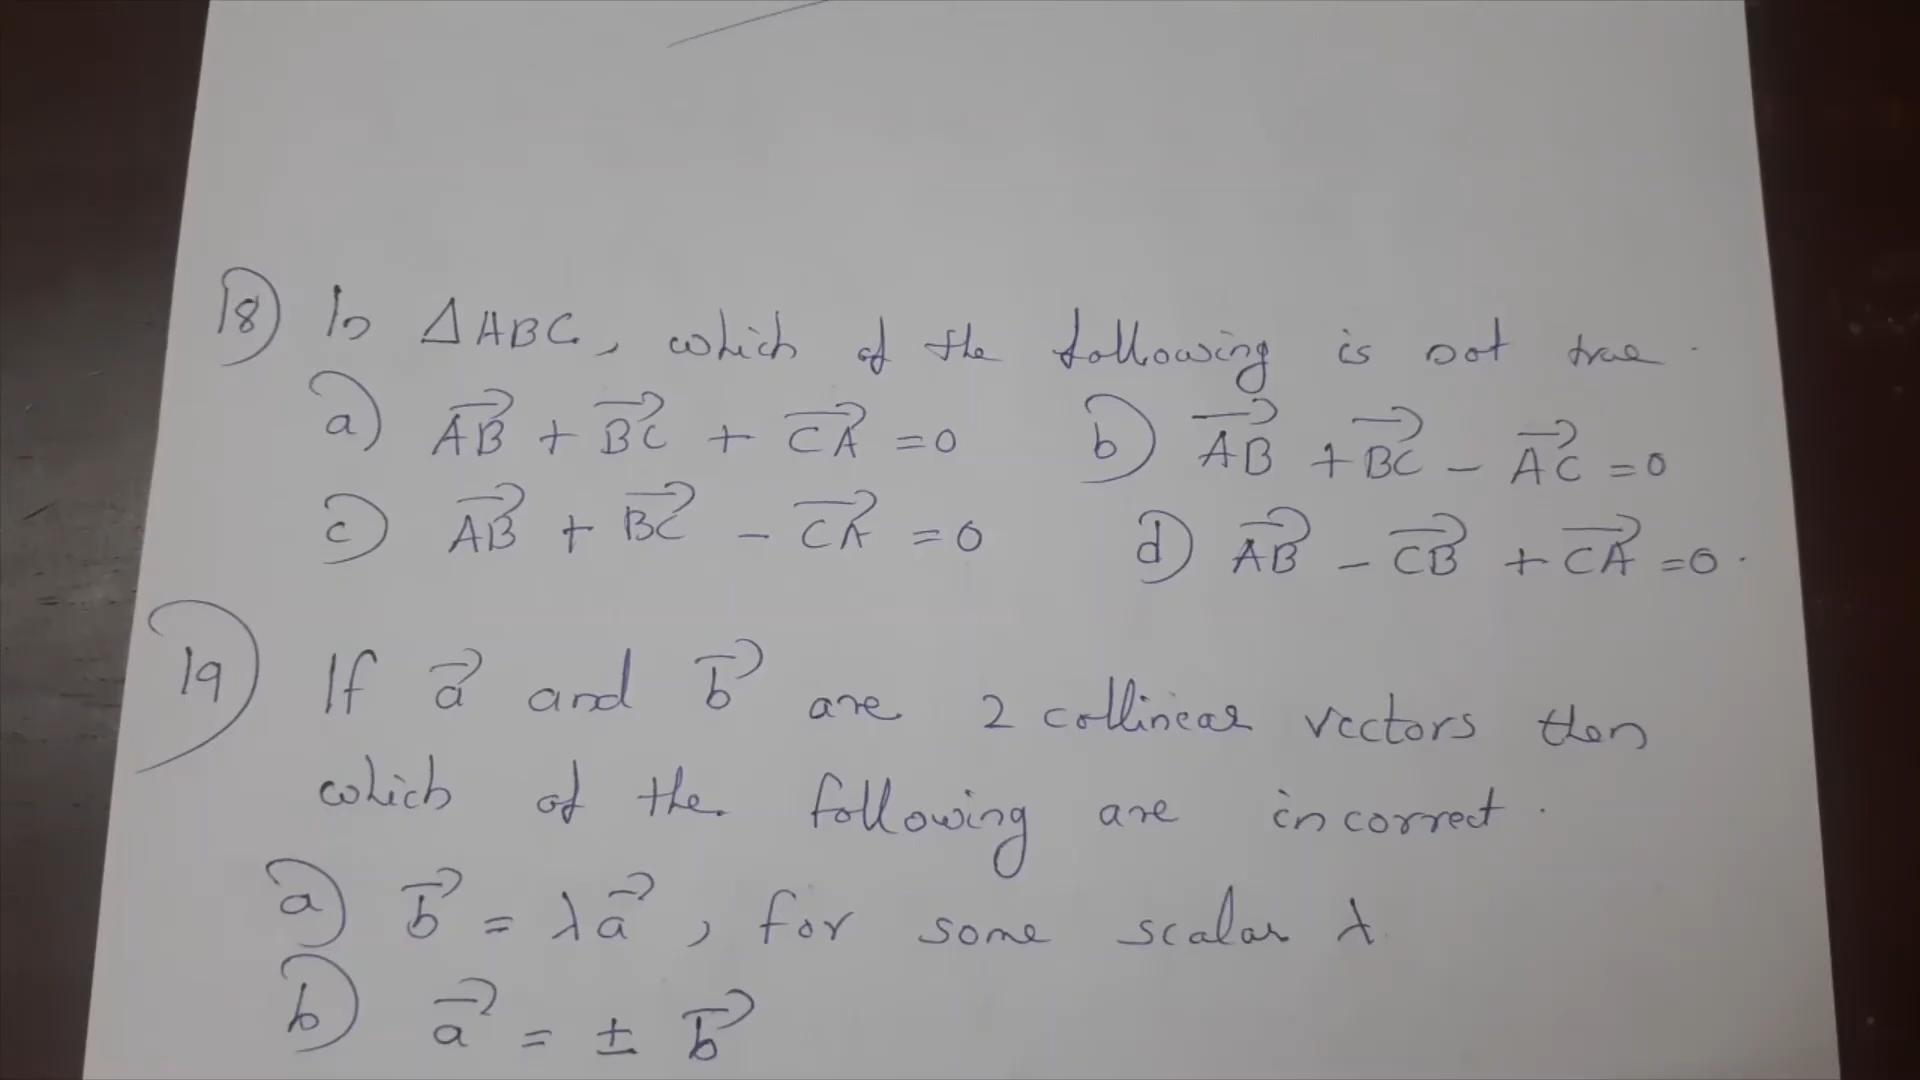 18) In △ABC, which of the following is not true.
a) →AB + →BC + →CA = 0 b) →AB + →BC − →AC = 0
c) →AB + →BC − →CA = 0 d) →AB − →CB + →CA = 0.
19) If →a and →b are 2 collinear vectors then
which of the following are incorrect.
a) →b = λ→a, for some scalar λ
b) →a = ± →b